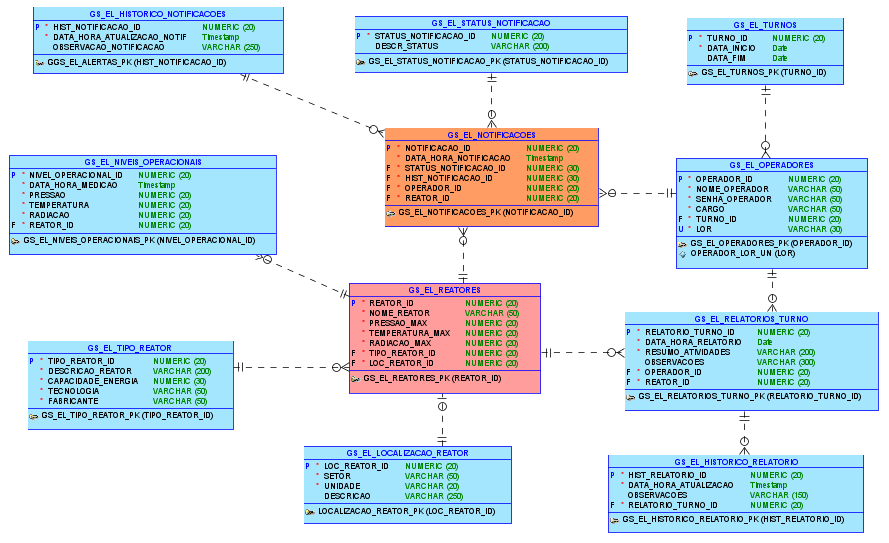 GS_EL_HISTORICO_NOTIFICACOES
P * HIST_NOTIFICACAO_ID NUMERIC (20)
* DATA_HORA_ATUALIZACAO_NOTIF Timestamp
OBSERVACAO_NOTIFICACAO VARCHAR (250)
GGS_EL_ALERTAS_PK (HIST_NOTIFICACAO_ID)
GS_EL_STATUS_NOTIFICACAO
P * STATUS_NOTIFICACAO_ID NUMERIC (20)
DESCR_STATUS VARCHAR (200)
GS_EL_STATUS_NOTIFICACAO_PK (STATUS_NOTIFICACAO_ID)
GS_EL_TURNOS
P * TURNO_ID NUMERIC (20)
* DATA_INICIO Date
DATA_FIM Date
GS_EL_TURNOS_PK (TURNO_ID)
GS_EL_NOTIFICACOES
P * NOTIFICACAO_ID NUMERIC (20)
* DATA_HORA_NOTIFICACAO Timestamp
F * STATUS_NOTIFICACAO_ID NUMERIC (30)
F * HIST_NOTIFICACAO_ID NUMERIC (30)
F * OPERADOR_ID NUMERIC (20)
F * REATOR_ID NUMERIC (20)
GS_EL_NOTIFICACOES_PK (NOTIFICACAO_ID)
GS_EL_NIVEIS_OPERACIONAIS
P * NIVEL_OPERACIONAL_ID NUMERIC (20)
* DATA_HORA_MEDICAO Timestamp
* PRESSAO NUMERIC (20)
* TEMPERATURA NUMERIC (20)
* RADIACAO NUMERIC (20)
F * REATOR_ID NUMERIC (20)
GS_EL_NIVEIS_OPERACIONAIS_PK (NIVEL_OPERACIONAL_ID)
GS_EL_OPERADORES
P * OPERADOR_ID NUMERIC (20)
* NOME_OPERADOR VARCHAR (50)
* SENHA_OPERADOR VARCHAR (50)
* CARGO VARCHAR (50)
F * TURNO_ID NUMERIC (20)
U * LOR VARCHAR (30)
GS_EL_OPERADORES_PK (OPERADOR_ID)
OPERADOR_LOR_UN (LOR)
GS_EL_REATORES
P * REATOR_ID NUMERIC (20)
* NOME_REATOR VARCHAR (50)
* PRESSAO_MAX NUMERIC (20)
* TEMPERATURA_MAX NUMERIC (20)
* RADIACAO_MAX NUMERIC (20)
F * TIPO_REATOR_ID NUMERIC (20)
F * LOC_REATOR_ID NUMERIC (20)
GS_EL_REATORES_PK (REATOR_ID)
GS_EL_TIPO_REATOR
P * TIPO_REATOR_ID NUMERIC (20)
* DESCRICAO_REATOR VARCHAR (200)
* CAPACIDADE_ENERGIA NUMERIC (30)
* TECNOLOGIA VARCHAR (50)
* FABRICANTE VARCHAR (50)
GS_EL_TIPO_REATOR_PK (TIPO_REATOR_ID)
GS_EL_RELATORIOS_TURNO
P * RELATORIO_TURNO_ID NUMERIC (20)
* DATA_HORA_RELATORIO Date
* RESUMO_ATIVIDADES VARCHAR (200)
OBSERVACOES VARCHAR (300)
F * OPERADOR_ID NUMERIC (20)
F * REATOR_ID NUMERIC (20)
GS_EL_RELATORIOS_TURNO_PK (RELATORIO_TURNO_ID)
GS_EL_LOCALIZACAO_REATOR
P * LOC_REATOR_ID NUMERIC (20)
* SETOR VARCHAR (50)
* UNIDADE VARCHAR (20)
DESCRICAO VARCHAR (250)
LOCALIZACAO_REATOR_PK (LOC_REATOR_ID)
GS_EL_HISTORICO_RELATORIO
P * HIST_RELATORIO_ID NUMERIC (20)
* DATA_HORA_ATUALIZACAO Timestamp
OBSERVACOES VARCHAR (150)
F * RELATORIO_TURNO_ID NUMERIC (20)
GS_EL_HISTORICO_RELATORIO_PK (HIST_RELATORIO_ID)